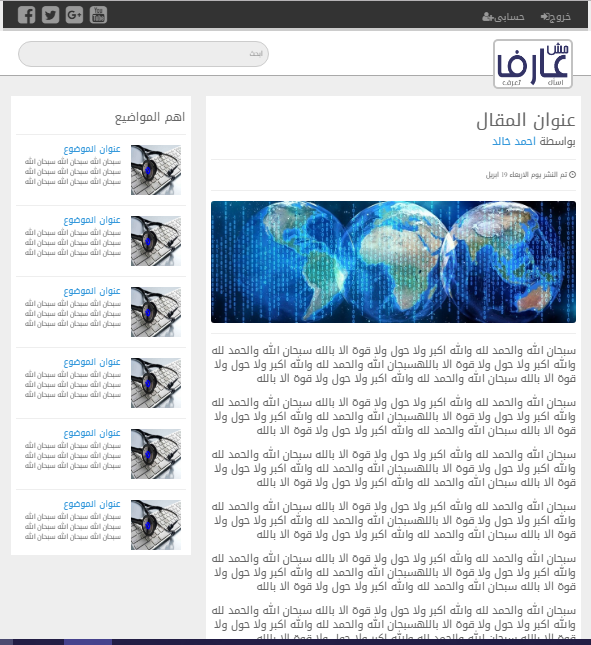 خروج
حسابى
You
Tube
ابحث
مش
عارف
اسأل
تعرف
عنوان المقال
بواسطة احمد خالد
تم النشر يوم الاربعاء 19 ابريل
سبحان الله والحمد لله والله اكبر ولا حول ولا قوة الا بالله سبحان الله والحمد لله
والله اكبر ولا حول ولا قوة الا باللهسبحان الله والحمد لله والله اكبر ولا حول ولا
قوة الا بالله سبحان الله والحمد لله والله اكبر ولا حول ولا قوة الا بالله
سبحان الله والحمد لله والله اكبر ولا حول ولا قوة الا بالله سبحان الله والحمد لله
والله اكبر ولا حول ولا قوة الا باللهسبحان الله والحمد لله والله اكبر ولا حول ولا
قوة الا بالله سبحان الله والحمد لله والله اكبر ولا حول ولا قوة الا بالله
سبحان الله والحمد لله والله اكبر ولا حول ولا قوة الا بالله سبحان الله والحمد لله
والله اكبر ولا حول ولا قوة الا باللهسبحان الله والحمد لله والله اكبر ولا حول ولا
قوة الا بالله سبحان الله والحمد لله والله اكبر ولا حول ولا قوة الا بالله
سبحان الله والحمد لله والله اكبر ولا حول ولا قوة الا بالله سبحان الله والحمد لله
والله اكبر ولا حول ولا قوة الا باللهسبحان الله والحمد لله والله اكبر ولا حول ولا
قوة الا بالله سبحان الله والحمد لله والله اكبر ولا حول ولا قوة الا بالله
سبحان الله والحمد لله والله اكبر ولا حول ولا قوة الا بالله سبحان الله والحمد لله
والله اكبر ولا حول ولا قوة الا باللهسبحان الله والحمد لله والله اكبر ولا حول ولا
قوة الا بالله سبحان الله والحمد لله والله اكبر ولا حول ولا قوة الا بالله
سبحان الله والحمد لله والله اكبر ولا حول ولا قوة الا بالله سبحان الله والحمد لله
والله اكبر ولا حول ولا قوة الا باللهسبحان الله والحمد لله والله اكبر ولا حول ولا
قوة الا بالله سبحان الله والحمد لله والله اكبر ولا حول ولا قوة الا بالله
اهم المواضيع
عنوان الموضوع
سبحان الله سبحان الله سبحان الله
سبحان الله سبحان الله سبحان الله
سبحان الله سبحان الله سبحان الله
عنوان الموضوع
سبحان الله سبحان الله سبحان الله
سبحان الله سبحان الله سبحان الله
سبحان الله سبحان الله سبحان الله
عنوان الموضوع
سبحان الله سبحان الله سبحان الله
سبحان الله سبحان الله سبحان الله
سبحان الله سبحان الله سبحان الله
عنوان الموضوع
سبحان الله سبحان الله سبحان الله
سبحان الله سبحان الله سبحان الله
سبحان الله سبحان الله سبحان الله
عنوان الموضوع
سبحان الله سبحان الله سبحان الله
سبحان الله سبحان الله سبحان الله
سبحان الله سبحان الله سبحان الله
عنوان الموضوع
سبحان الله سبحان الله سبحان الله
سبحان الله سبحان الله سبحان الله
سبحان الله سبحان الله سبحان الله